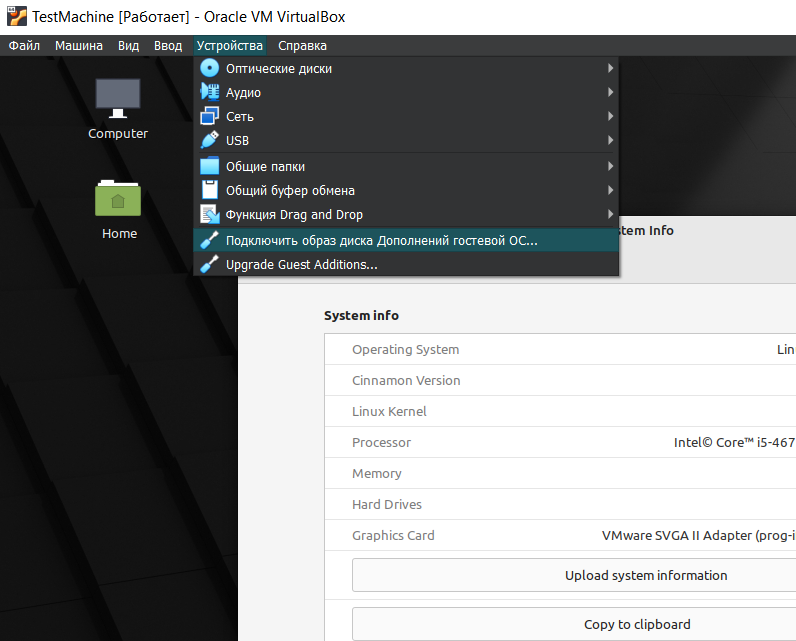 TestMachine [Работает] - Oracle VM VirtualBox
Файл Машина Вид Ввод Устройства Справка
Оптические диски
Аудио
Сеть
USB
Общие папки
Общий буфер обмена
Функция Drag and Drop
Подключить образ диска Дополнений гостевой ОС...
Upgrade Guest Additions...
Computer
Home
stem Info
System info
Operating System Lin
Cinnamon Version
Linux Kernel
Processor Intel© Core™ i5-467
Memory
Hard Drives
Graphics Card VMware SVGA II Adapter (prog-i
Upload system information
Copy to clipboard